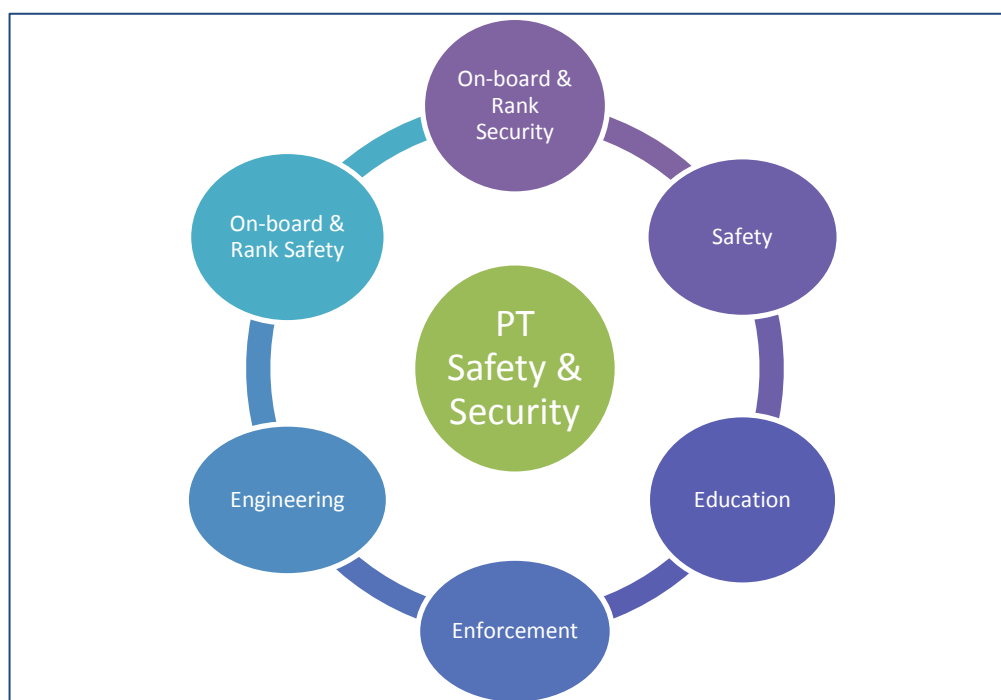 On-board &
Rank
Security
On-board &
Rank Safety
Safety
PT
Safety &
Security
Engineering
Education
Enforcement